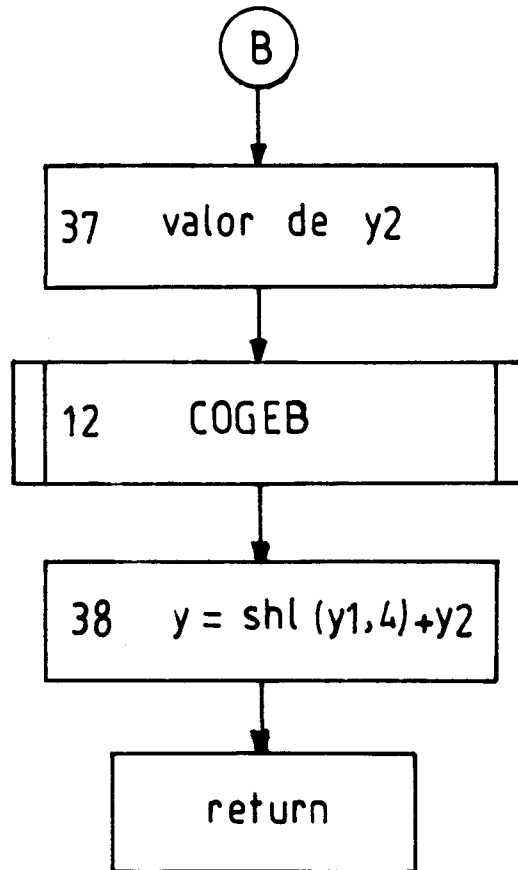 B
37 valor de y2
12 COGEB
38 y = shl (y1,4)+y2
return